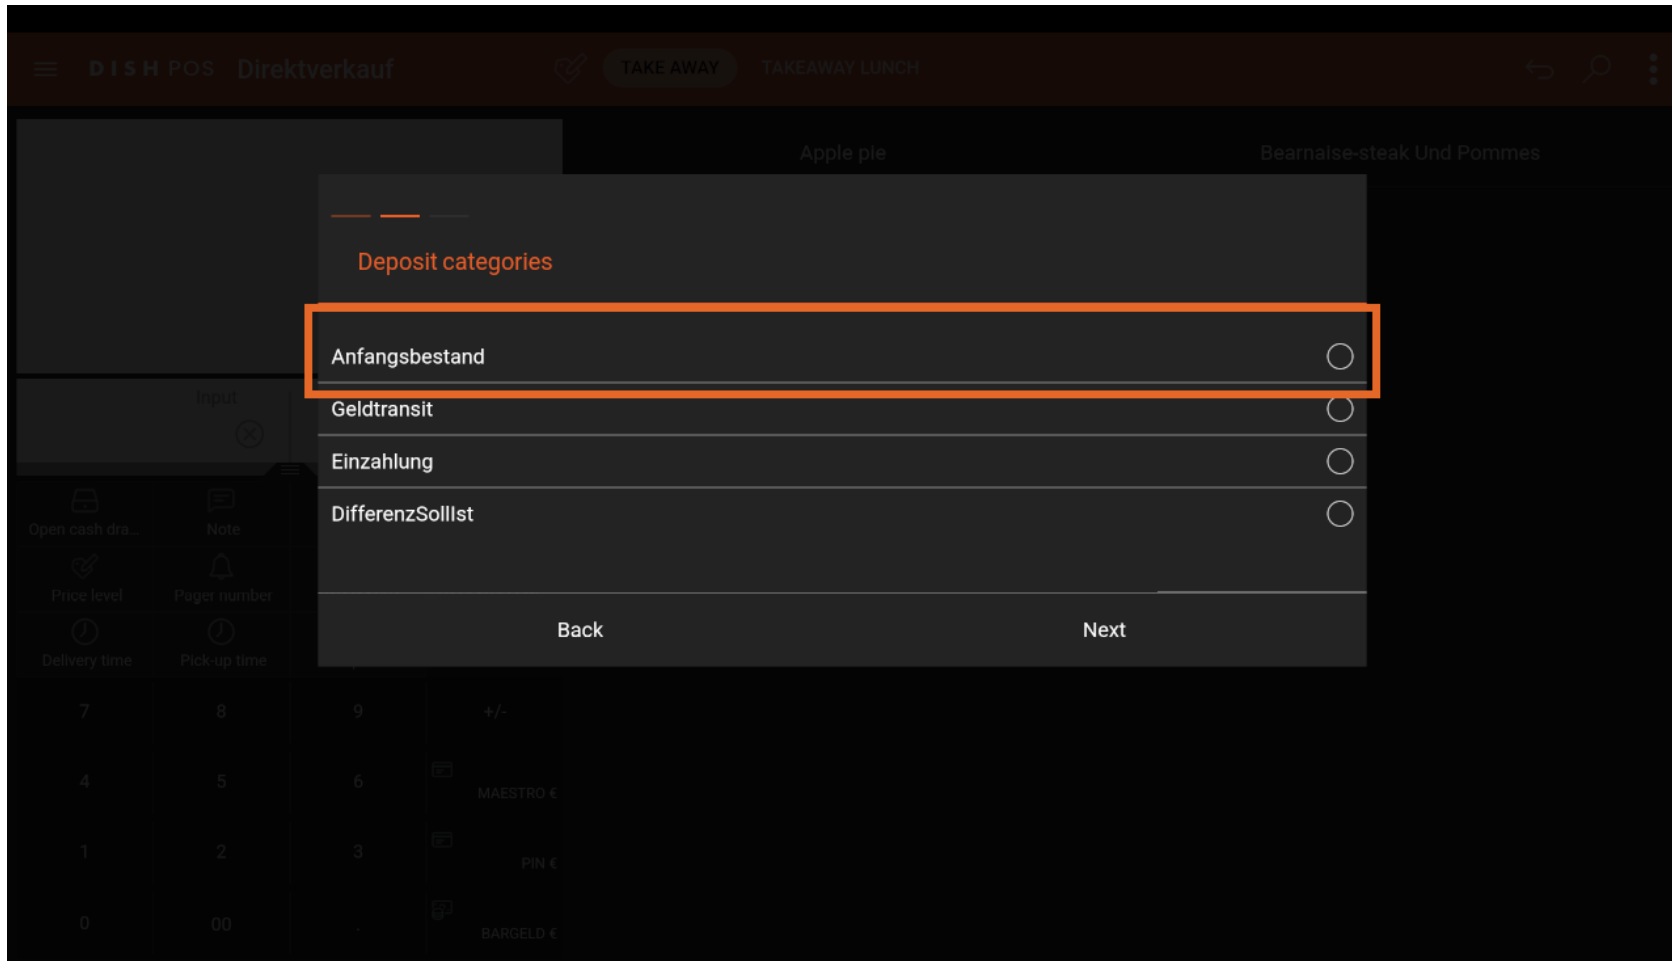 DISH POS Direktverkauf TAKE AWAY TAKEAWAY LUNCH
Apple pie Bearnaise-steak Und Pommes
Deposit categories
Anfangsbestand
Geldtransit
Einzahlung
DifferenzSollIst
Back Next
Input
Open cash dra... Note
Price level Pager number
Delivery time Pick-up time
7 8 9 +/-
4 5 6 MAESTRO €
1 2 3 PIN €
0 00 . BARGELD €